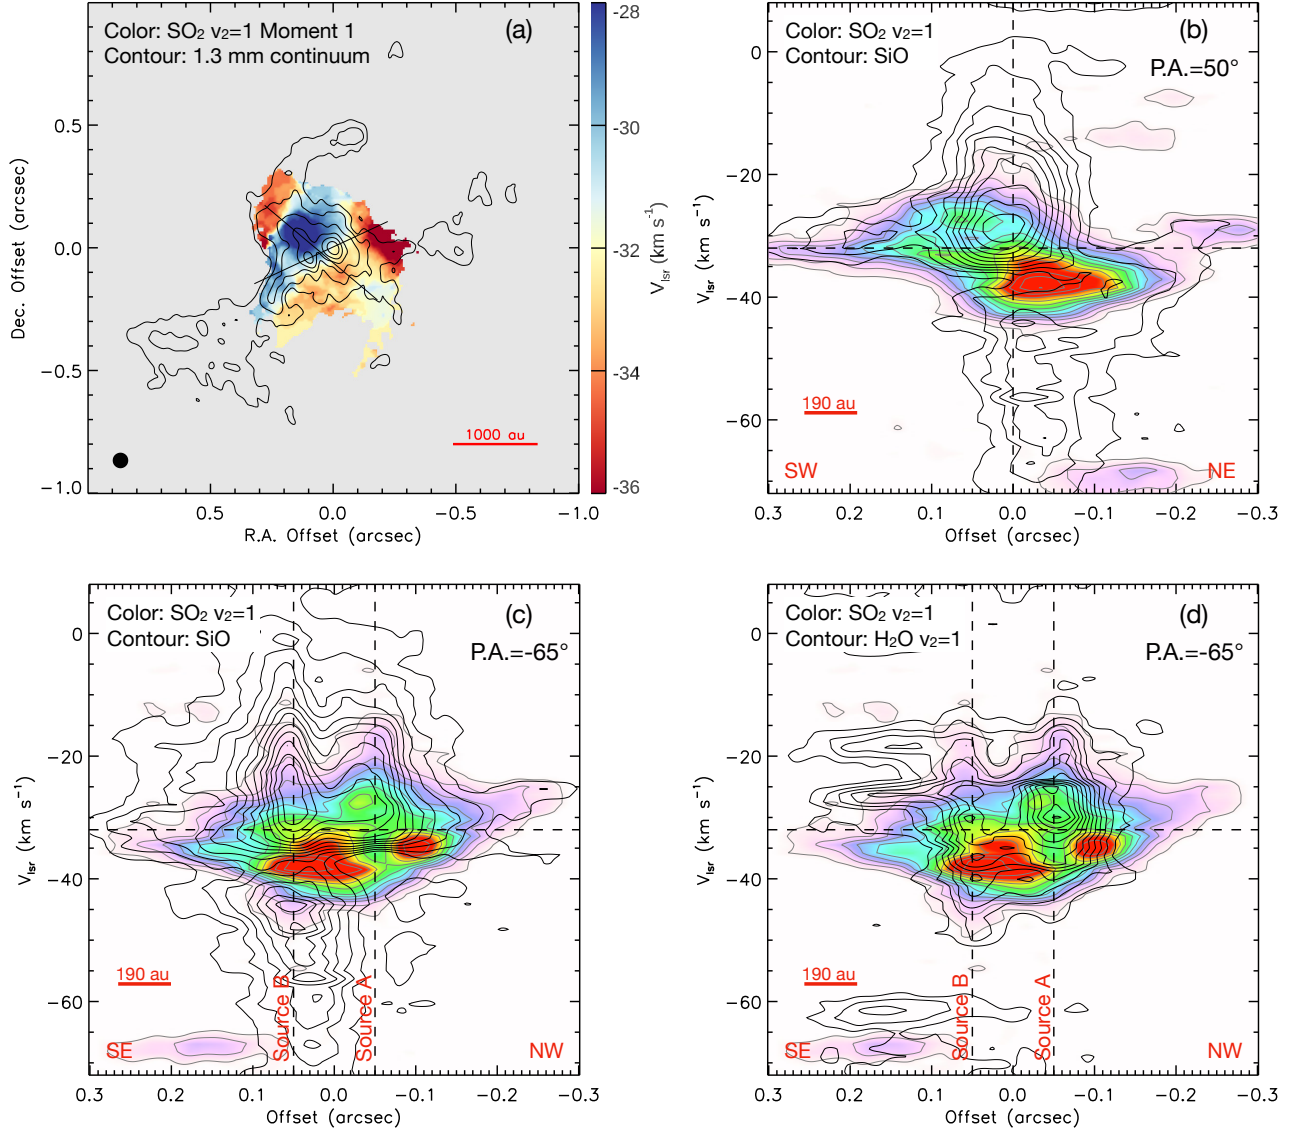 Color: SO₂ v₂=1 Moment 1
Contour: 1.3 mm continuum
(a)
0.5
0.0
−0.5
−1.0
Dec. Offset (arcsec)
1000 au
0.5
0.0
−0.5
−1.0
R.A. Offset (arcsec)
-28
-30
-32
-34
-36
V_lsr (km s⁻¹)
Color: SO₂ v₂=1
Contour: SiO
(b)
P.A.=50°
0
−20
−40
−60
V_lsr (km s⁻¹)
190 au
SW
NE
0.3
0.2
0.1
0.0
−0.1
−0.2
−0.3
Offset (arcsec)
Color: SO₂ v₂=1
Contour: SiO
(c)
P.A.=-65°
0
−20
−40
−60
V_lsr (km s⁻¹)
190 au
Source B
Source A
SE
NW
0.3
0.2
0.1
0.0
−0.1
−0.2
−0.3
Offset (arcsec)
Color: SO₂ v₂=1
Contour: H₂O v₂=1
(d)
P.A.=-65°
0
−20
−40
−60
V_lsr (km s⁻¹)
190 au
Source B
Source A
SE
NW
0.3
0.2
0.1
0.0
−0.1
−0.2
−0.3
Offset (arcsec)